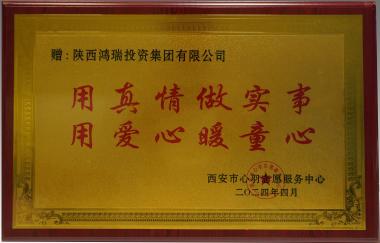 赠：陕西鸿瑞投资集团有限公司
用真情做实事
用爱心暖童心
西安市心羽志愿服务中心
二〇二四年四月